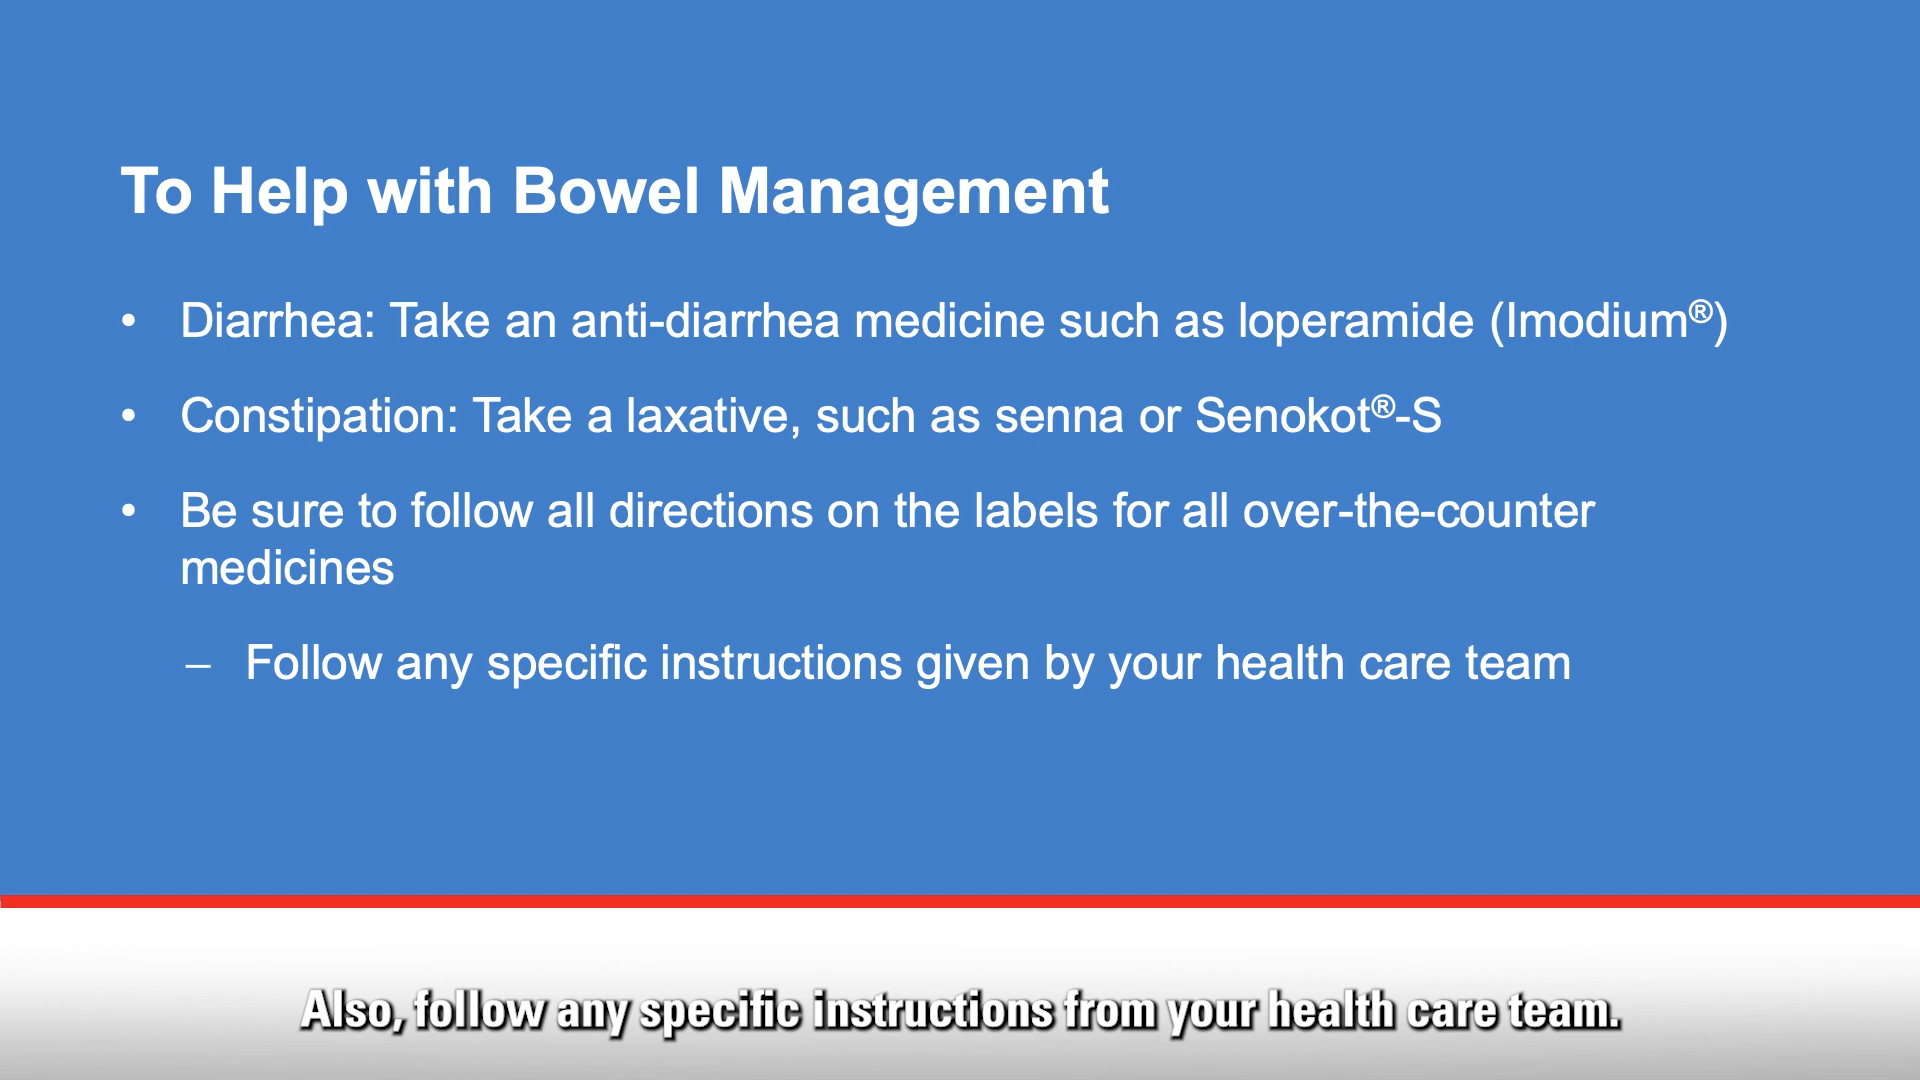 To Help with Bowel Management
• Diarrhea: Take an anti-diarrhea medicine such as loperamide (Imodium®)
• Constipation: Take a laxative, such as senna or Senokot®-S
• Be sure to follow all directions on the labels for all over-the-counter
medicines
– Follow any specific instructions given by your health care team
Also, follow any specific instructions from your health care team.